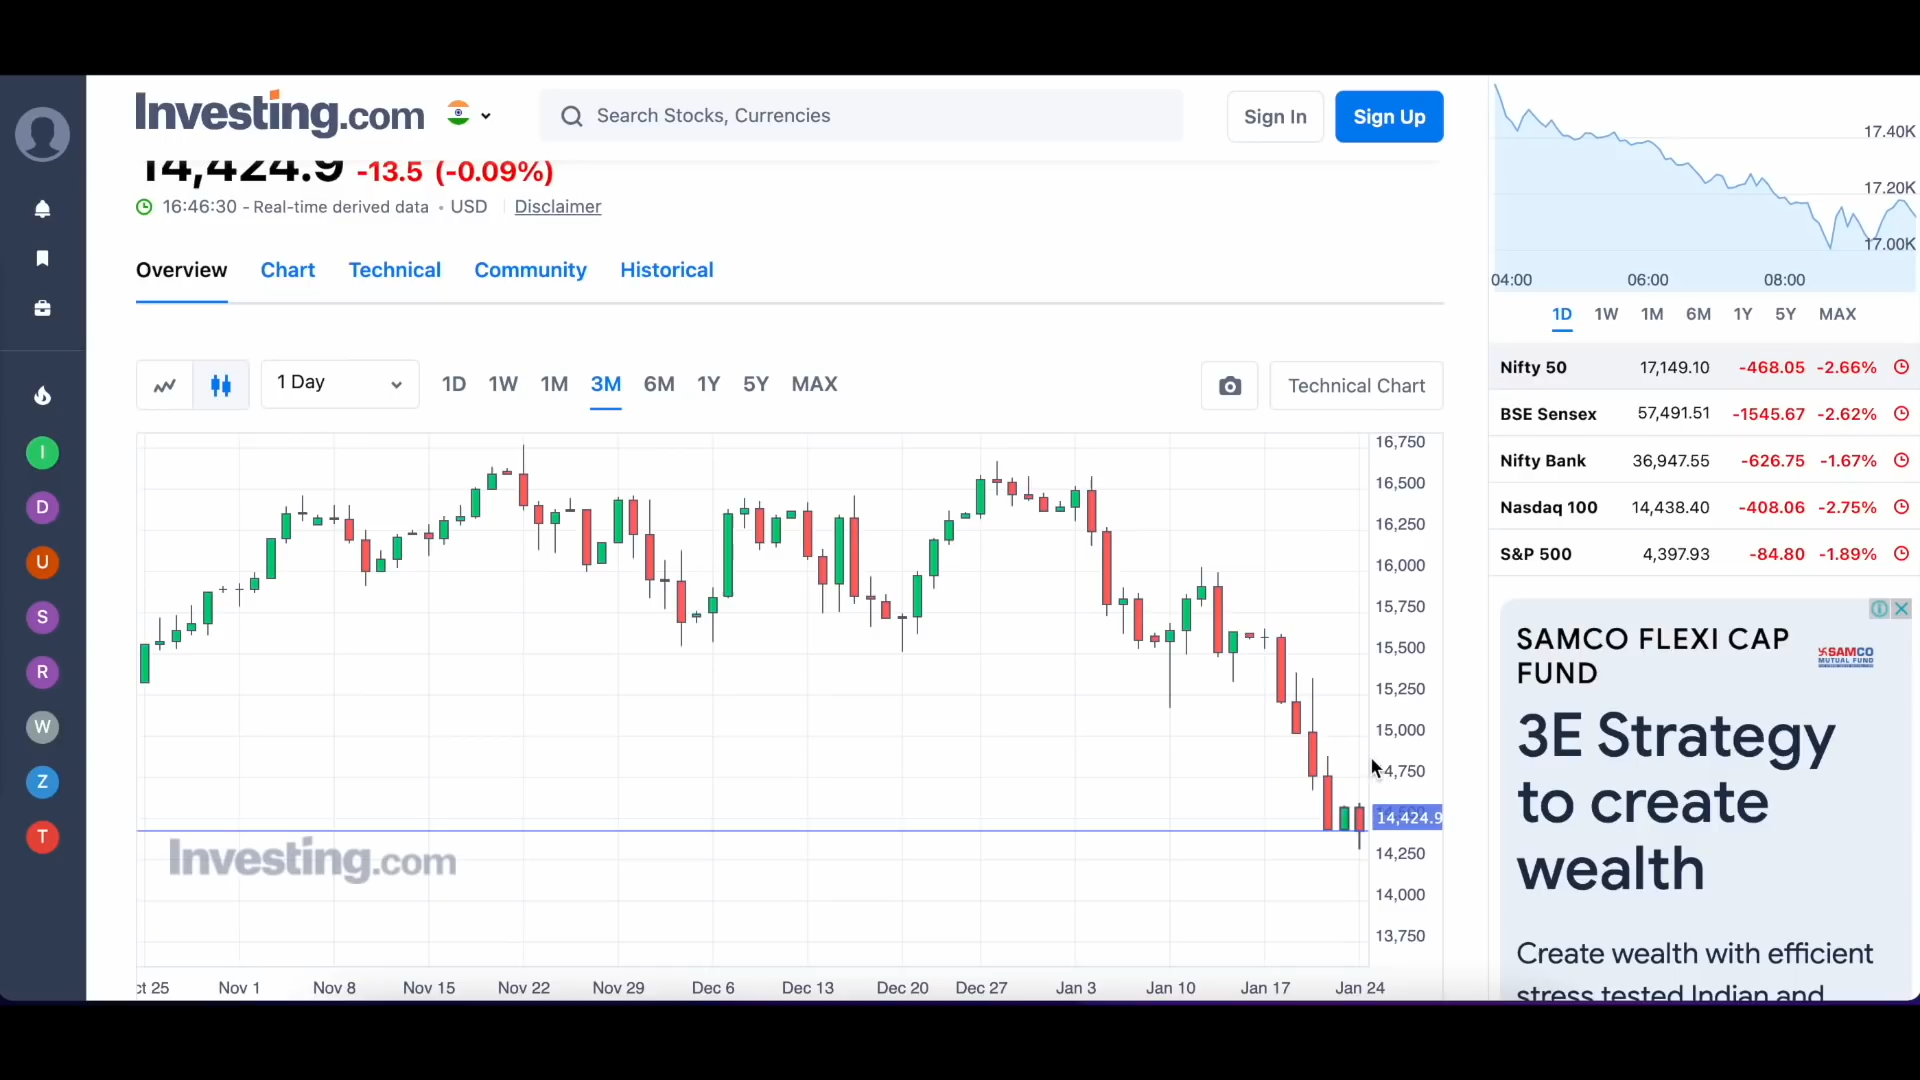 Investing.com
Search Stocks, Currencies
Sign In
Sign Up
14,424.9 -13.5 (-0.09%)
16:46:30 - Real-time derived data • USD Disclaimer
Overview Chart Technical Community Historical
1 Day
1D 1W 1M 3M 6M 1Y 5Y MAX
Technical Chart
16,750
16,500
16,250
16,000
15,750
15,500
15,250
15,000
4,750
14,424.9
14,250
14,000
13,750
Investing.com
ct 25 Nov 1 Nov 8 Nov 15 Nov 22 Nov 29 Dec 6 Dec 13 Dec 20 Dec 27 Jan 3 Jan 10 Jan 17 Jan 24
I
D
U
S
R
W
Z
T
17.40K
17.20K
17.00K
04:00 06:00 08:00
1D 1W 1M 6M 1Y 5Y MAX
Nifty 50 17,149.10 -468.05 -2.66%
BSE Sensex 57,491.51 -1545.67 -2.62%
Nifty Bank 36,947.55 -626.75 -1.67%
Nasdaq 100 14,438.40 -408.06 -2.75%
S&P 500 4,397.93 -84.80 -1.89%
SAMCO FLEXI CAP
FUND
SAMCO
MUTUAL FUND
3E Strategy
to create
wealth
Create wealth with efficient
stress tested Indian and